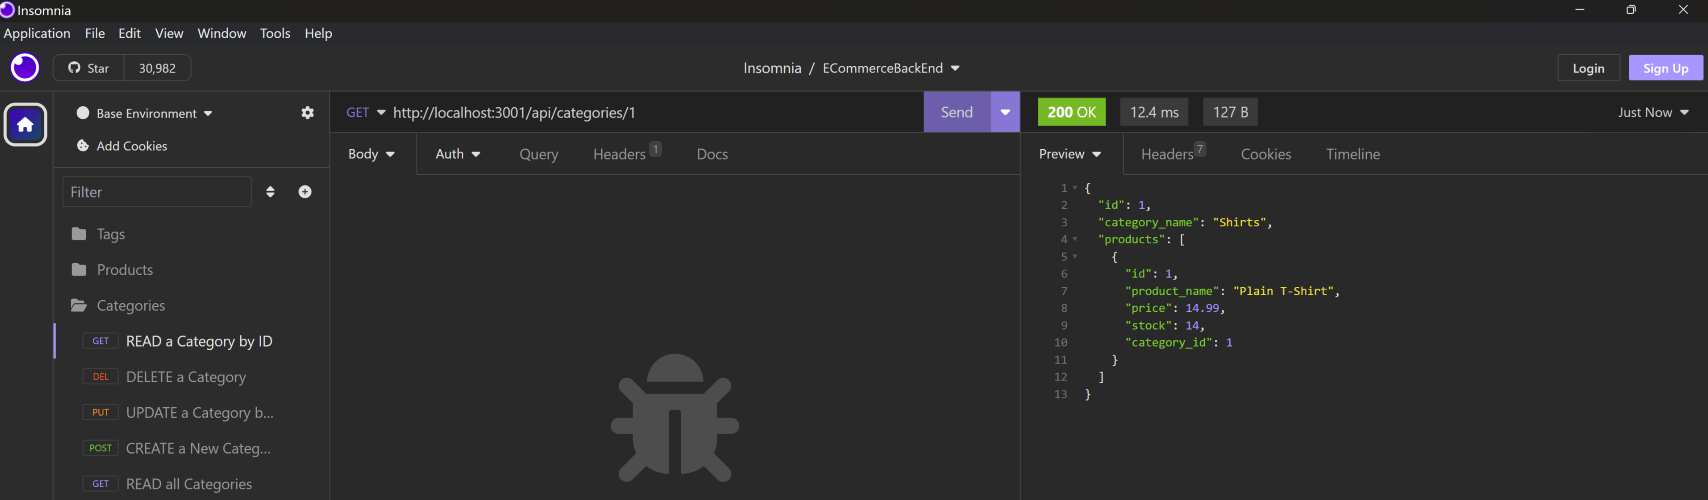 Insomnia
Application File Edit View Window Tools Help
Star 30,982
Insomnia / ECommerceBackEnd
Login Sign Up
Base Environment
Add Cookies
Filter
Tags
Products
Categories
GET READ a Category by ID
DEL DELETE a Category
PUT UPDATE a Category b...
POST CREATE a New Categ...
GET READ all Categories
GET http://localhost:3001/api/categories/1 Send
Body Auth Query Headers 1 Docs
200 OK 12.4 ms 127 B Just Now
Preview Headers 7 Cookies Timeline
1 {
2 "id": 1,
3 "category_name": "Shirts",
4 "products": [
5 {
6 "id": 1,
7 "product_name": "Plain T-Shirt",
8 "price": 14.99,
9 "stock": 14,
10 "category_id": 1
11 }
12 ]
13 }